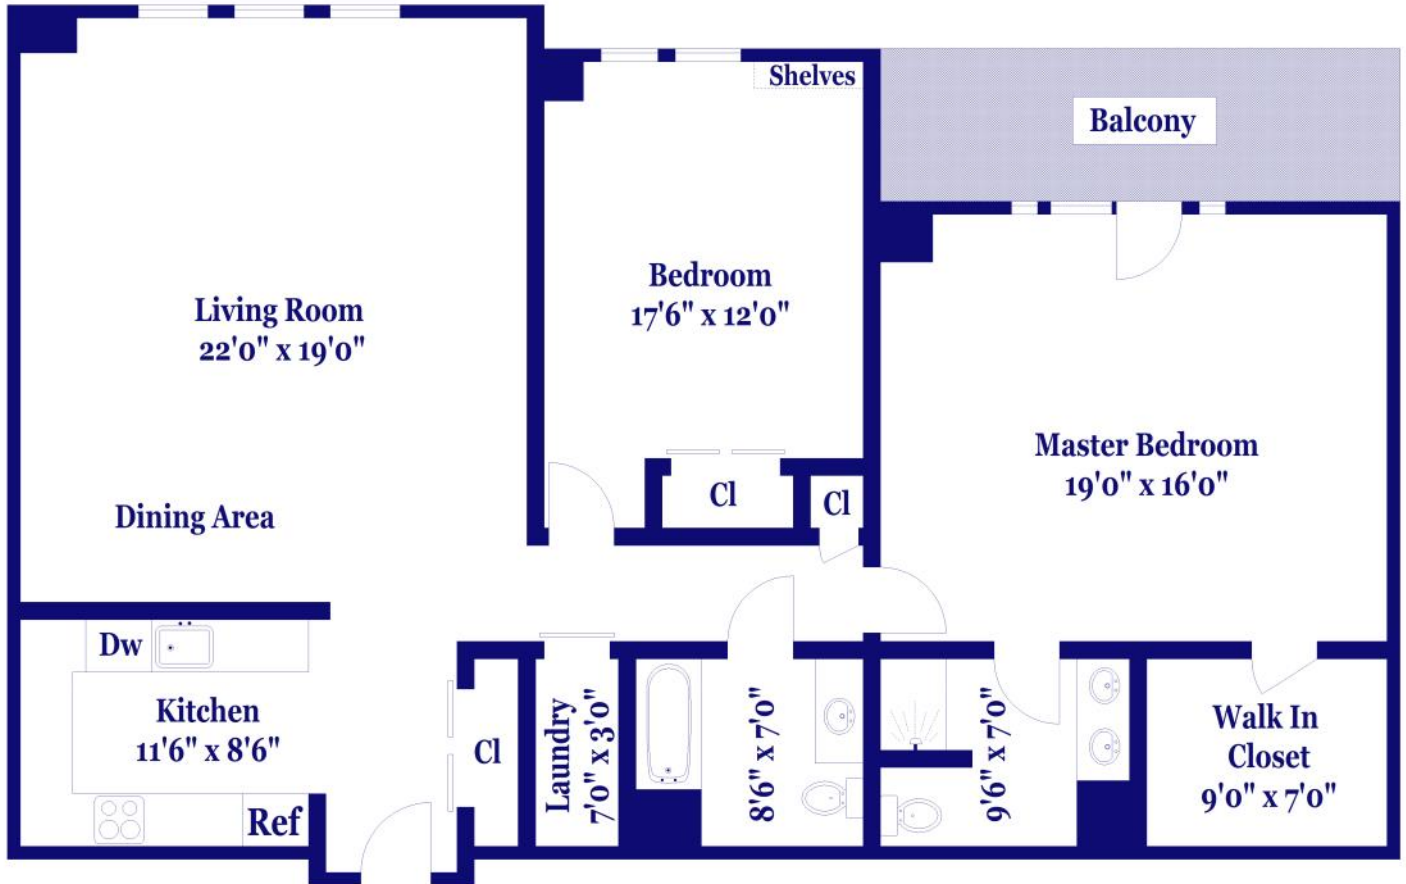 Shelves
Balcony
Bedroom
17'6" x 12'0"
Living Room
22'0" x 19'0"
Master Bedroom
19'0" x 16'0"
Cl
Cl
Dining Area
Dw
Kitchen
11'6" x 8'6"
Ref
Cl
Laundry
7'0" x 3'0"
8'6" x 7'0"
9'6" x 7'0"
Walk In
Closet
9'0" x 7'0"